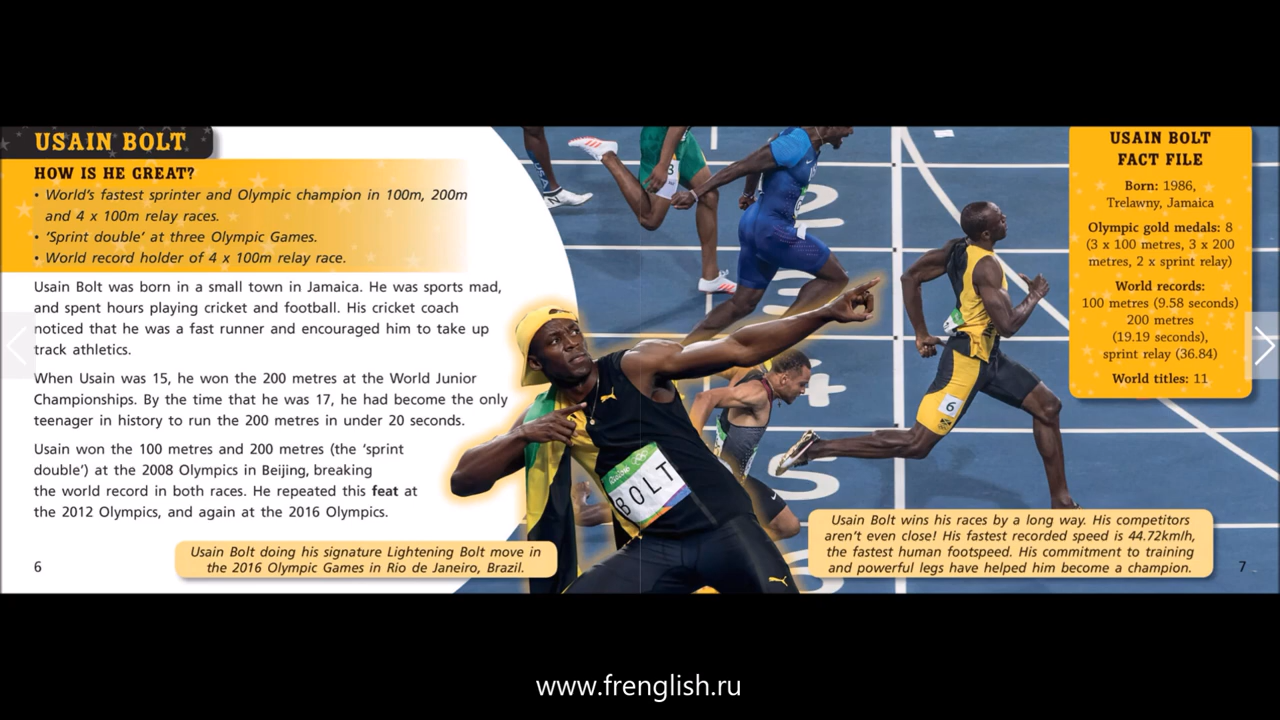 USAIN BOLT
HOW IS HE GREAT?
• World's fastest sprinter and Olympic champion in 100m, 200m
and 4 x 100m relay races.
• 'Sprint double' at three Olympic Games.
• World record holder of 4 x 100m relay race.
Usain Bolt was born in a small town in Jamaica. He was sports mad,
and spent hours playing cricket and football. His cricket coach
noticed that he was a fast runner and encouraged him to take up
track athletics.
When Usain was 15, he won the 200 metres at the World Junior
Championships. By the time that he was 17, he had become the only
teenager in history to run the 200 metres in under 20 seconds.
Usain won the 100 metres and 200 metres (the 'sprint
double') at the 2008 Olympics in Beijing, breaking
the world record in both races. He repeated this feat at
the 2012 Olympics, and again at the 2016 Olympics.
Usain Bolt doing his signature Lightening Bolt move in
the 2016 Olympic Games in Rio de Janeiro, Brazil.
6
BOLT
2
4
5
3
6
USAIN BOLT
FACT FILE
Born: 1986,
Trelawny, Jamaica
Olympic gold medals: 8
(3 x 100 metres, 3 x 200
metres, 2 x sprint relay)
World records:
100 metres (9.58 seconds)
200 metres
(19.19 seconds),
sprint relay (36.84)
World titles: 11
Usain Bolt wins his races by a long way. His competitors
aren't even close! His fastest recorded speed is 44.72km/h,
the fastest human footspeed. His commitment to training
and powerful legs have helped him become a champion.
7
www.frenglish.ru